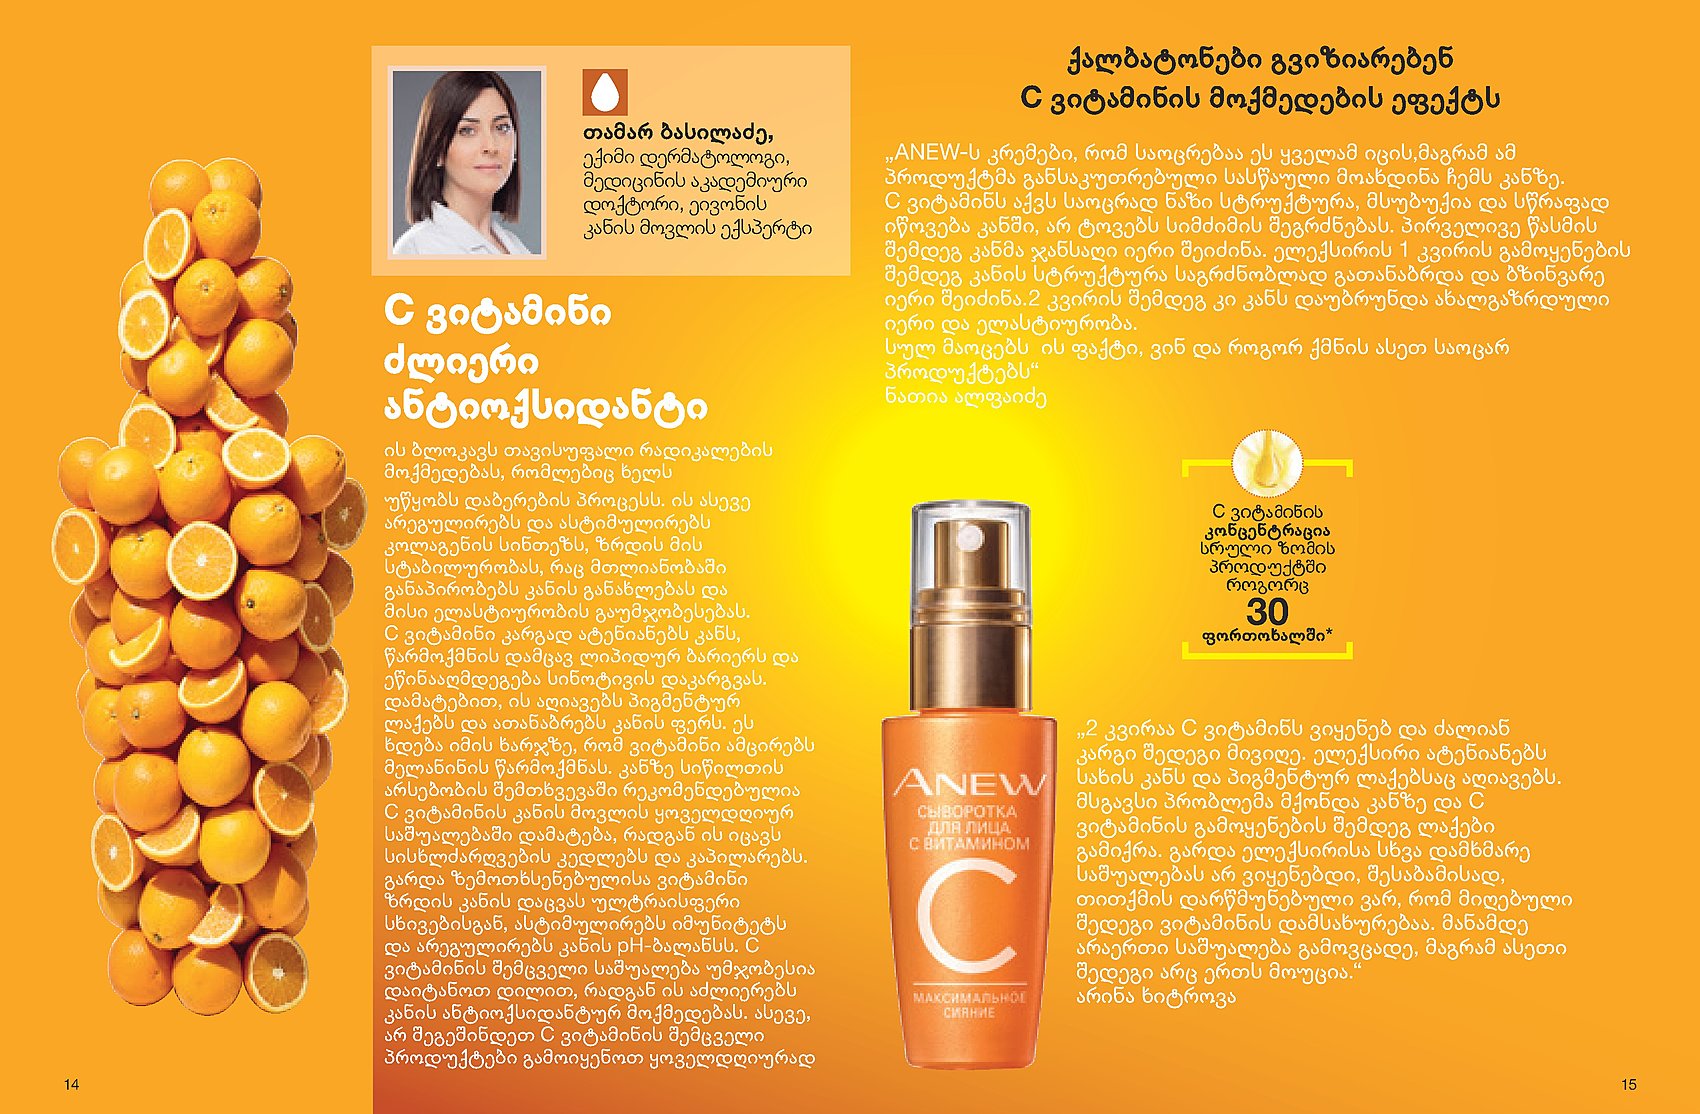 თამარ ბასილაძე,
ექიმი დერმატოლოგი,
მედიცინის აკადემიური
დოქტორი, ეივონის
კანის მოვლის ექსპერტი
C ვიტამინი
ძლიერი
ანტიოქსიდანტი
ის ბლოკავს თავისუფალი რადიკალების
მოქმედებას, რომლებიც ხელს
უწყობს დაბერების პროცესს. ის ასევე
არეგულირებს და ასტიმულირებს
კოლაგენის სინთეზს, ზრდის მის
სტაბილურობას, რაც მთლიანობაში
განაპირობებს კანის განახლებას და
მისი ელასტიურობის გაუმჯობესებას.
C ვიტამინი კარგად ატენიანებს კანს,
წარმოქმნის დამცავ ლიპიდურ ბარიერს და
ეწინააღმდეგება სინოტივის დაკარგვას.
დამატებით, ის აღიავებს პიგმენტურ
ლაქებს და ათანაბრებს კანის ფერს. ეს
ხდება იმის ხარჯზე, რომ ვიტამინი ამცირებს
მელანინის წარმოქმნას. კანზე სიწილთის
არსებობის შემთხვევაში რეკომენდებულია
C ვიტამინის კანის მოვლის ყოველდღიურ
საშუალებაში დამატება, რადგან ის იცავს
სისხლძარღვების კედლებს და კაპილარებს.
გარდა ზემოთხსენებულისა ვიტამინი
ზრდის კანის დაცვას ულტრაისფერი
სხივებისგან, ასტიმულირებს იმუნიტეტს
და არეგულირებს კანის pH-ბალანსს. C
ვიტამინის შემცველი საშუალება უმჯობესია
დაიტანოთ დილით, რადგან ის აძლიერებს
კანის ანტიოქსიდანტურ მოქმედებას. ასევე,
არ შეგეშინდეთ C ვიტამინის შემცველი
პროდუქტები გამოიყენოთ ყოველდღიურად
14
ქალბატონები გვიზიარებენ
C ვიტამინის მოქმედების ეფექტს
„ANEW-ს კრემები, რომ საოცრებაა ეს ყველამ იცის,მაგრამ ამ
პროდუქტმა განსაკუთრებული სასწაული მოახდინა ჩემს კანზე.
C ვიტამინს აქვს საოცრად ნაზი სტრუქტურა, მსუბუქია და სწრაფად
იწოვება კანში, არ ტოვებს სიმძიმის შეგრძნებას. პირველივე წასმის
შემდეგ კანმა ჯანსაღი იერი შეიძინა. ელექსირის 1 კვირის გამოყენების
შემდეგ კანის სტრუქტურა საგრძნობლად გათანაბრდა და ბზინვარე
იერი შეიძინა.2 კვირის შემდეგ კი კანს დაუბრუნდა ახალგაზრდული
იერი და ელასტიურობა.
სულ მაოცებს ის ფაქტი, ვინ და როგორ ქმნის ასეთ საოცარ
პროდუქტებს“
ნათია ალფაიძე
C ვიტამინის
კონცენტრაცია
სრული ზომის
პროდუქტში
როგორც
30
ფორთოხალში*
„2 კვირაა C ვიტამინს ვიყენებ და ძალიან
კარგი შედეგი მივიღე. ელექსირი ატენიანებს
სახის კანს და პიგმენტურ ლაქებსაც აღიავებს.
მსგავსი პრობლემა მქონდა კანზე და C
ვიტამინის გამოყენების შემდეგ ლაქები
გამიქრა. გარდა ელექსირისა სხვა დამხმარე
საშუალებას არ ვიყენებდი, შესაბამისად,
თითქმის დარწმუნებული ვარ, რომ მიღებული
შედეგი ვიტამინის დამსახურებაა. მანამდე
არაერთი საშუალება გამოვცადე, მაგრამ ასეთი
შედეგი არც ერთს მოუცია.“
არინა ხიტროვა
ANEW
СЫВОРОТКА
ДЛЯ ЛИЦА
С ВИТАМИНОМ
C
МАКСИМАЛЬНОЕ
СИЯНИЕ
15